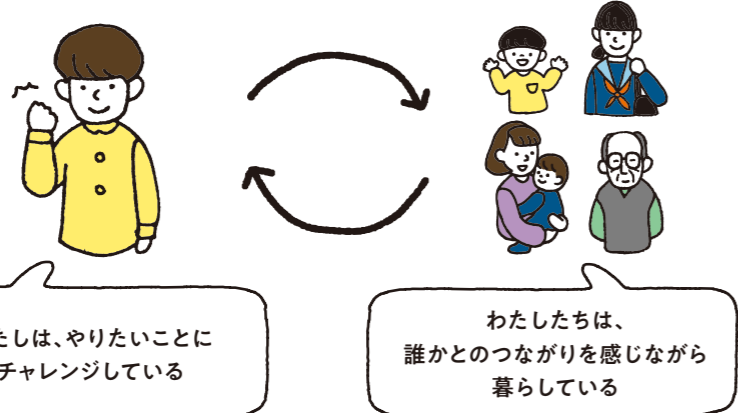 たしは、やりたいことに
チャレンジしている
わたしたちは、
誰かとのつながりを感じながら
暮らしている